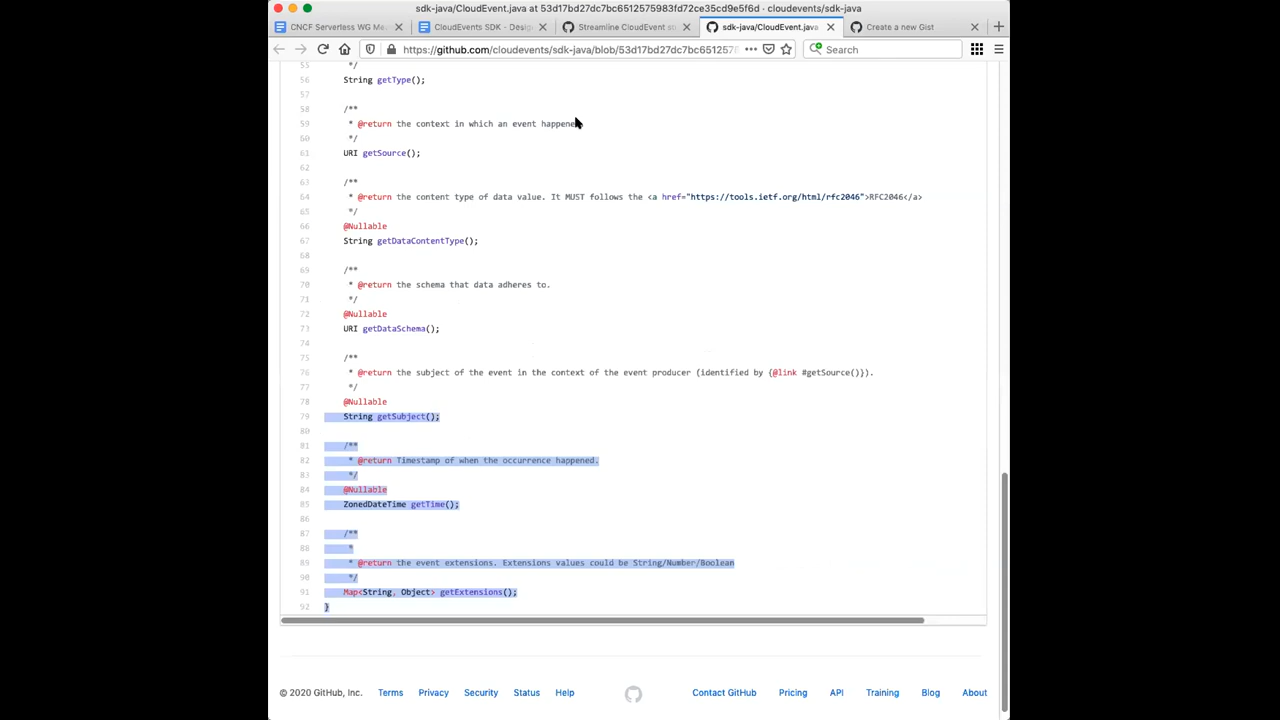 sdk-java/CloudEvent.java at 53d17bd27dc7bc6512575983fd72ce35cd9e5f6d · cloudevents/sdk-java
CNCF Serverless WG Me
CloudEvents SDK - Design
Streamline CloudEvent st
sdk-java/CloudEvent.java
Create a new Gist
https://github.com/cloudevents/sdk-java/blob/53d17bd27dc7bc651257
Search
55 */
56 String getType();
57
58 /**
59 * @return the context in which an event happene
60 */
61 URI getSource();
62
63 /**
64 * @return the content type of data value. It MUST follows the <a href="https://tools.ietf.org/html/rfc2046">RFC2046</a>
65 */
66 @Nullable
67 String getDataContentType();
68
69 /**
70 * @return the schema that data adheres to.
71 */
72 @Nullable
73 URI getDataSchema();
74
75 /**
76 * @return the subject of the event in the context of the event producer (identified by {@link #getSource()}).
77 */
78 @Nullable
79 String getSubject();
80
81 /**
82 * @return Timestamp of when the occurrence happened.
83 */
84 @Nullable
85 ZonedDateTime getTime();
86
87 /**
88 *
89 * @return the event extensions. Extensions values could be String/Number/Boolean
90 */
91 Map<String, Object> getExtensions();
92 }
© 2020 GitHub, Inc. Terms Privacy Security Status Help Contact GitHub Pricing API Training Blog About